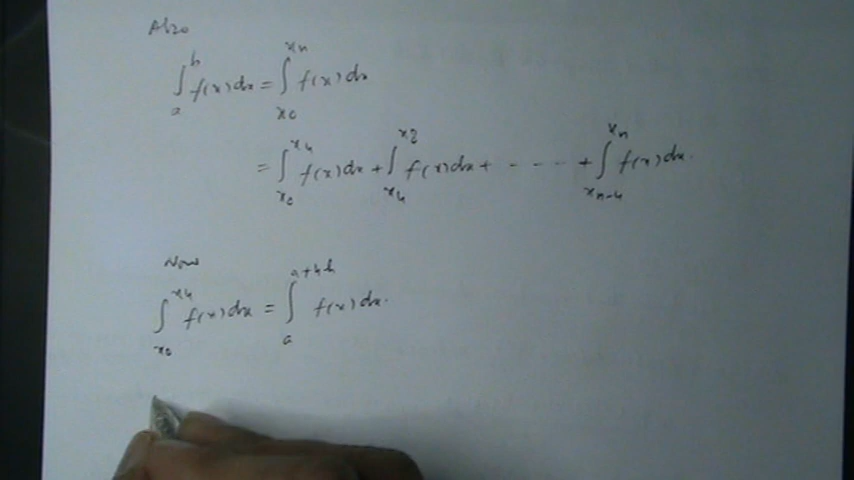 Also
∫_a^b f(x)dx = ∫_{x₀}^{xₙ} f(x)dx
= ∫_{x₀}^{x₄} f(x)dx + ∫_{x₄}^{x₈} f(x)dx + - - - - + ∫_{xₙ₋₄}^{xₙ} f(x)dx.
Now
∫_{x₀}^{x₄} f(x)dx = ∫_a^{a+4h} f(x)dx.